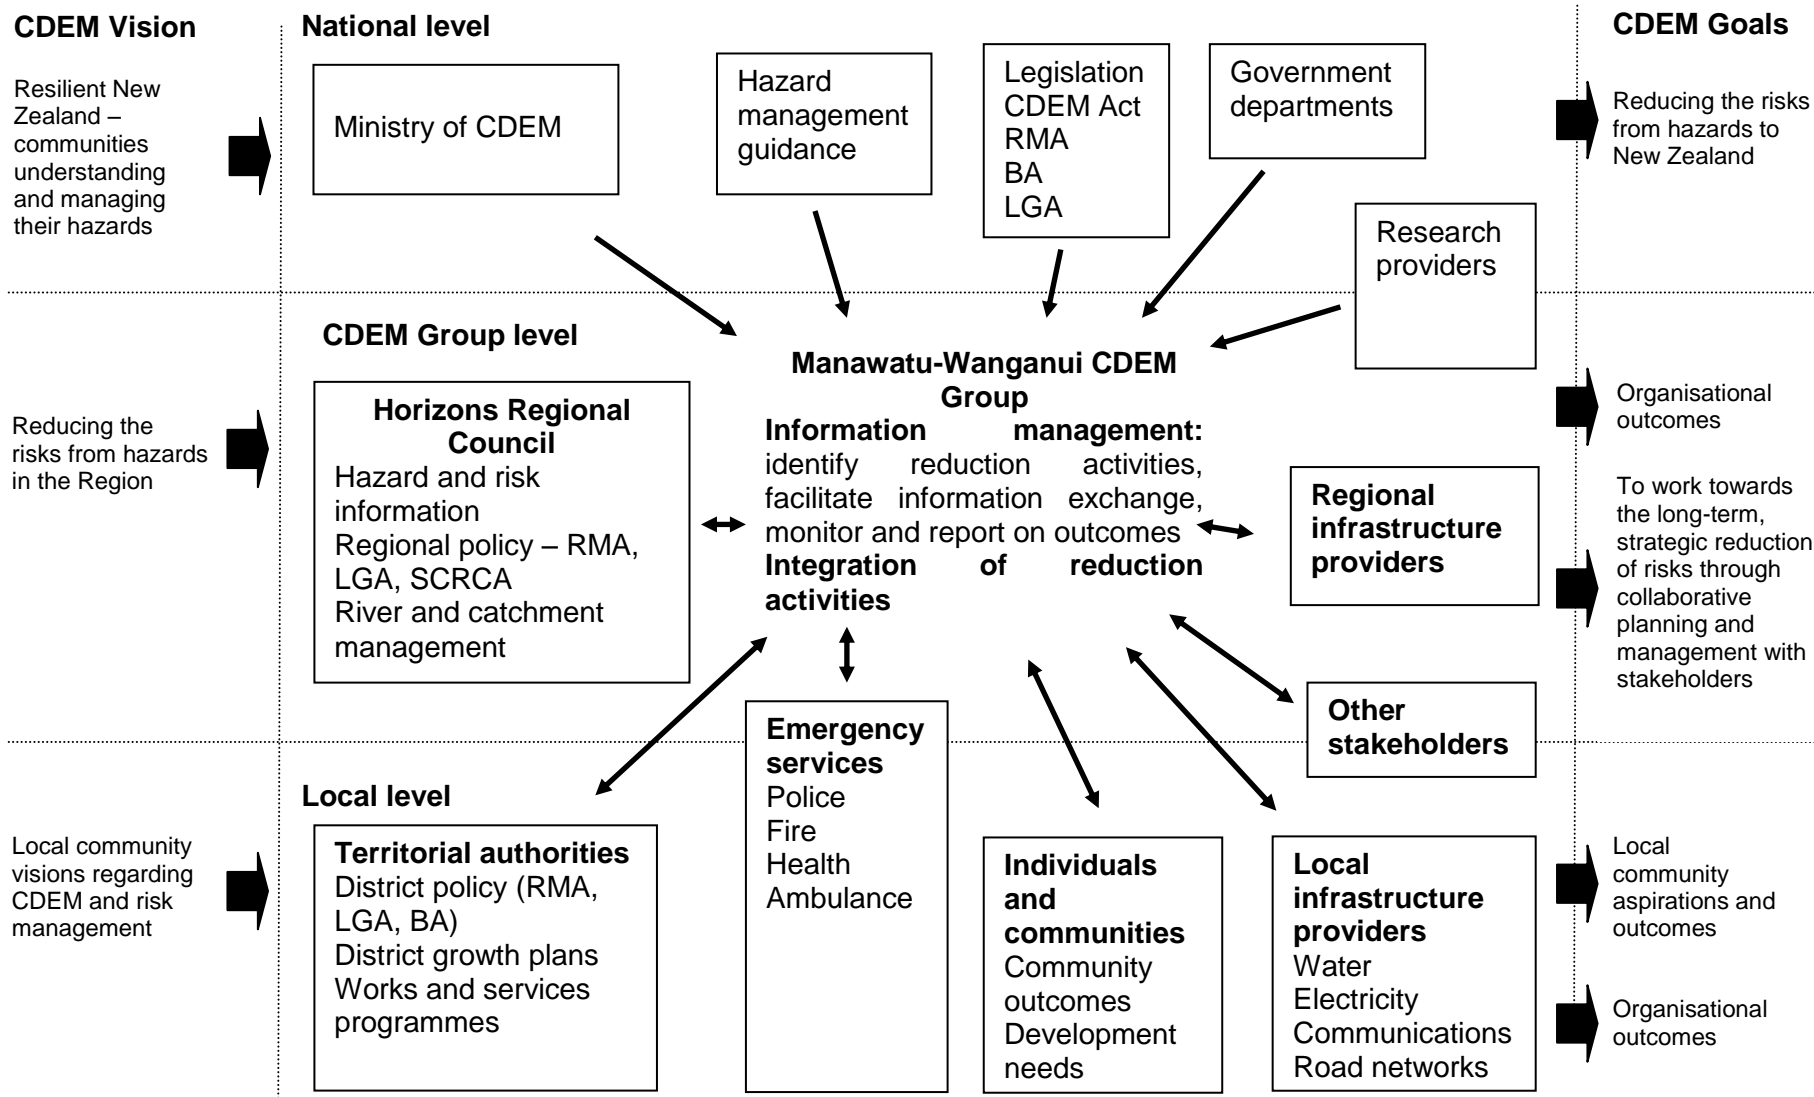 CDEM Vision
Resilient New
Zealand –
communities
understanding
and managing
their hazards
Reducing the
risks from hazards
in the Region
Local community
visions regarding
CDEM and risk
management
National level
Ministry of CDEM
Hazard
management
guidance
Legislation
CDEM Act
RMA
BA
LGA
Government
departments
Research
providers
CDEM Group level
Horizons Regional
Council
Hazard and risk
information
Regional policy – RMA,
LGA, SCRCA
River and catchment
management
Manawatu-Wanganui CDEM
Group
Information management:
identify reduction activities,
facilitate information exchange,
monitor and report on outcomes
Integration of reduction
activities
Regional
infrastructure
providers
Other
stakeholders
Local level
Territorial authorities
District policy (RMA,
LGA, BA)
District growth plans
Works and services
programmes
Emergency
services
Police
Fire
Health
Ambulance
Individuals
and
communities
Community
outcomes
Development
needs
Local
infrastructure
providers
Water
Electricity
Communications
Road networks
CDEM Goals
Reducing the risks
from hazards to
New Zealand
Organisational
outcomes
To work towards
the long-term,
strategic reduction
of risks through
collaborative
planning and
management with
stakeholders
Local
community
aspirations and
outcomes
Organisational
outcomes